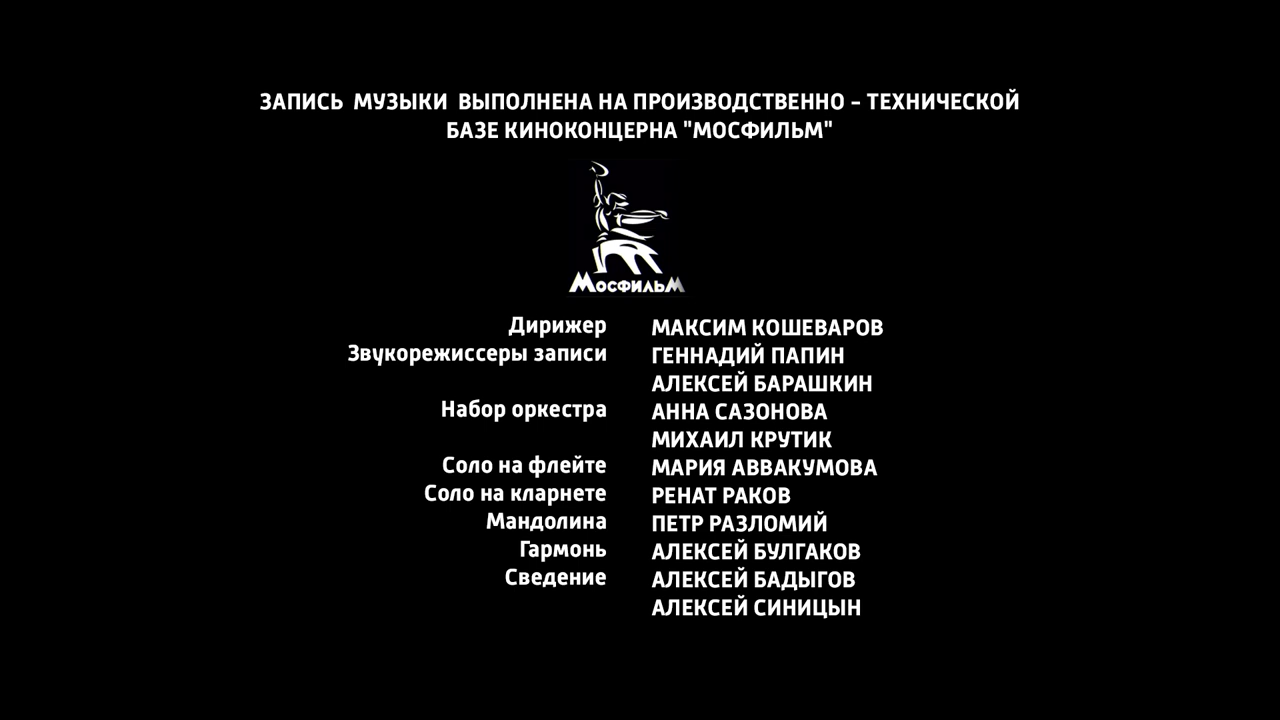 ЗАПИСЬ МУЗЫКИ ВЫПОЛНЕНА НА ПРОИЗВОДСТВЕННО - ТЕХНИЧЕСКОЙ
БАЗЕ КИНОКОНЦЕРНА "МОСФИЛЬМ"
МОСФИЛЬМ
Дирижер МАКСИМ КОШЕВАРОВ
Звукорежиссеры записи ГЕННАДИЙ ПАПИН
АЛЕКСЕЙ БАРАШКИН
Набор оркестра АННА САЗОНОВА
МИХАИЛ КРУТИК
Соло на флейте МАРИЯ АВВАКУМОВА
Соло на кларнете РЕНАТ РАКОВ
Мандолина ПЕТР РАЗЛОМИЙ
Гармонь АЛЕКСЕЙ БУЛГАКОВ
Сведение АЛЕКСЕЙ БАДЫГОВ
АЛЕКСЕЙ СИНИЦЫН